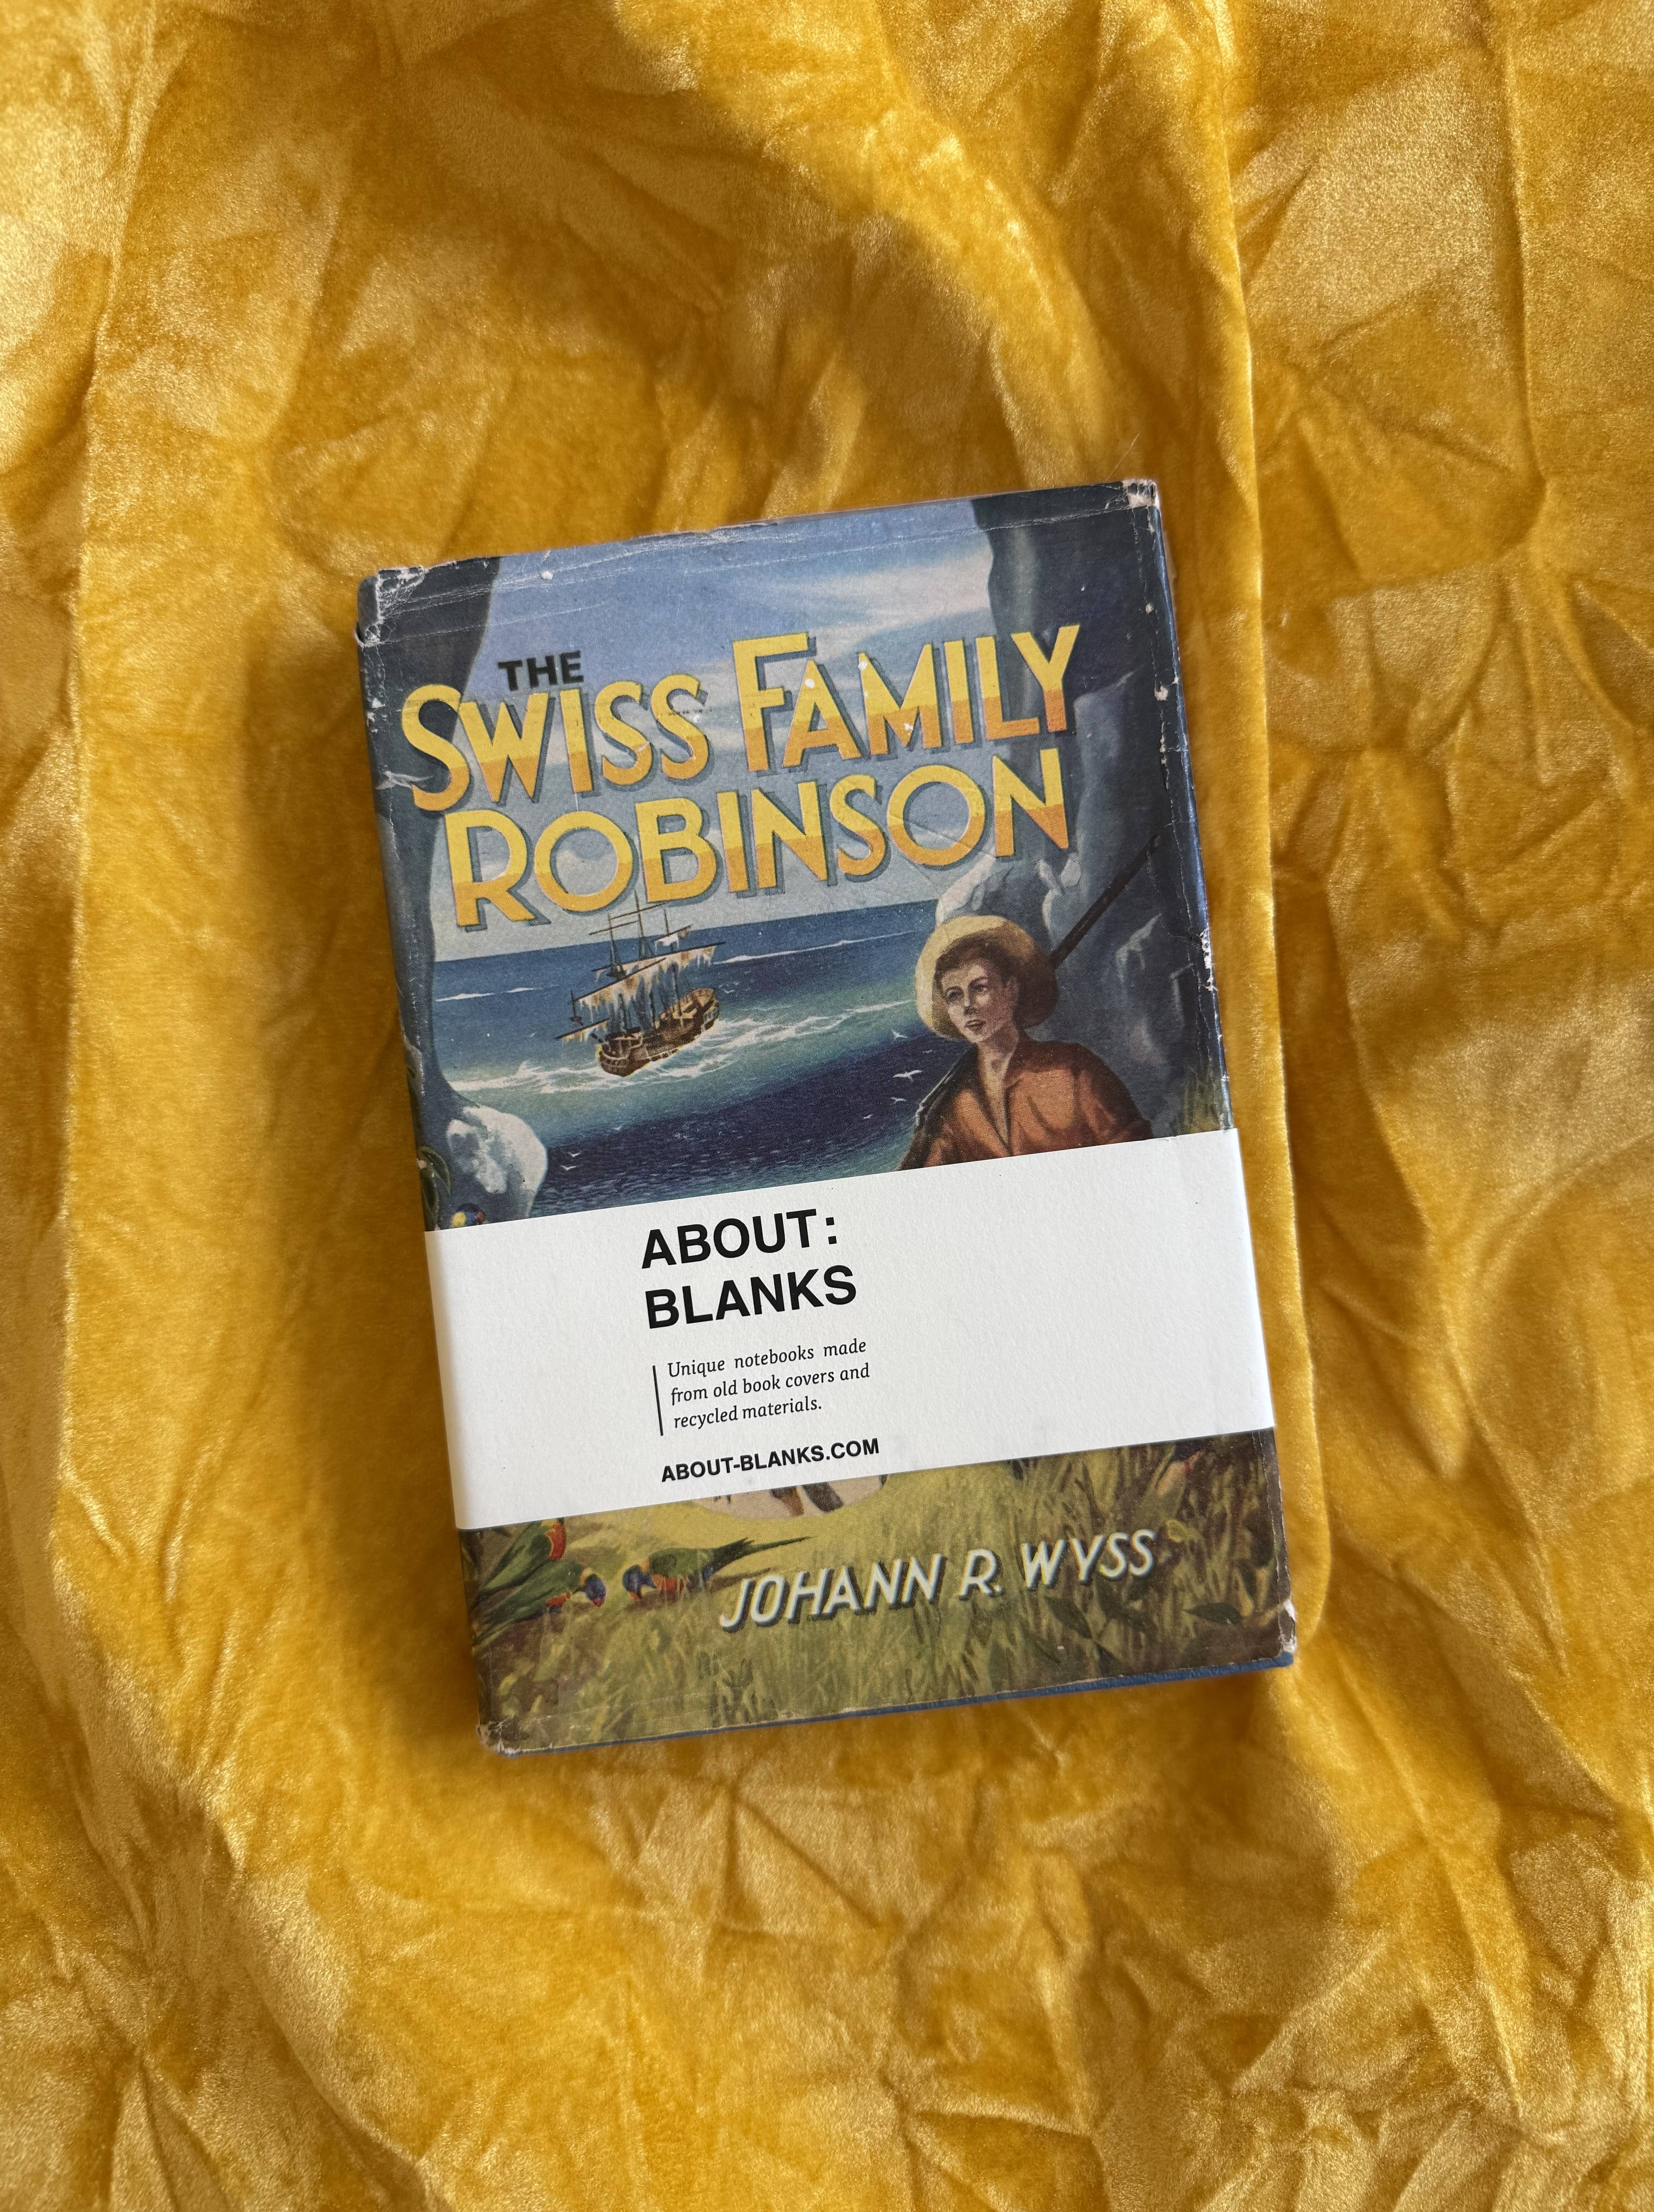 THE
SWISS FAMILY
ROBINSON
ABOUT:
BLANKS
Unique notebooks made
from old book covers and
recycled materials.
ABOUT-BLANKS.COM
JOHANN R. WYSS